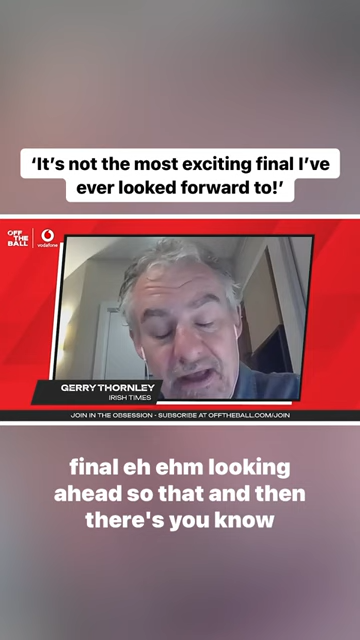 ‘It’s not the most exciting final I’ve
ever looked forward to!’
OFF
THE
BALL
vodafone
GERRY THORNLEY
IRISH TIMES
JOIN IN THE OBSESSION - SUBSCRIBE AT OFFTHEBALL.COM/JOIN
final eh ehm looking
ahead so that and then
there's you know